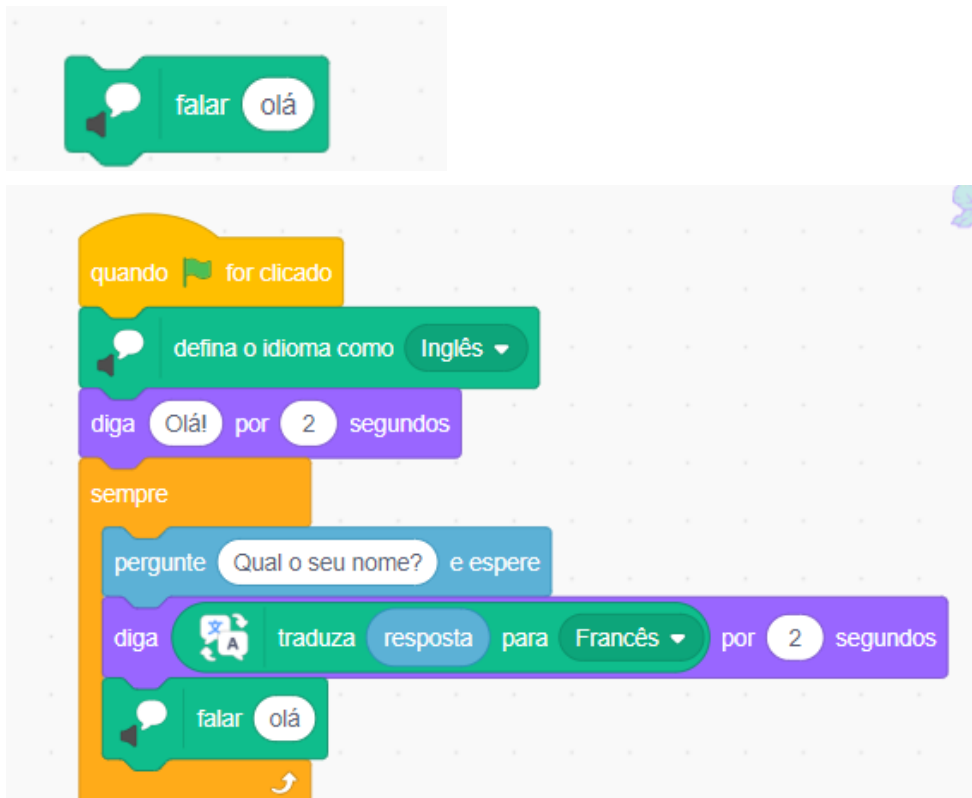 falar olá
quando for clicado
defina o idioma como Inglês
diga Olá! por 2 segundos
sempre
pergunte Qual o seu nome? e espere
diga 文 A traduza resposta para Francês por 2 segundos
falar olá